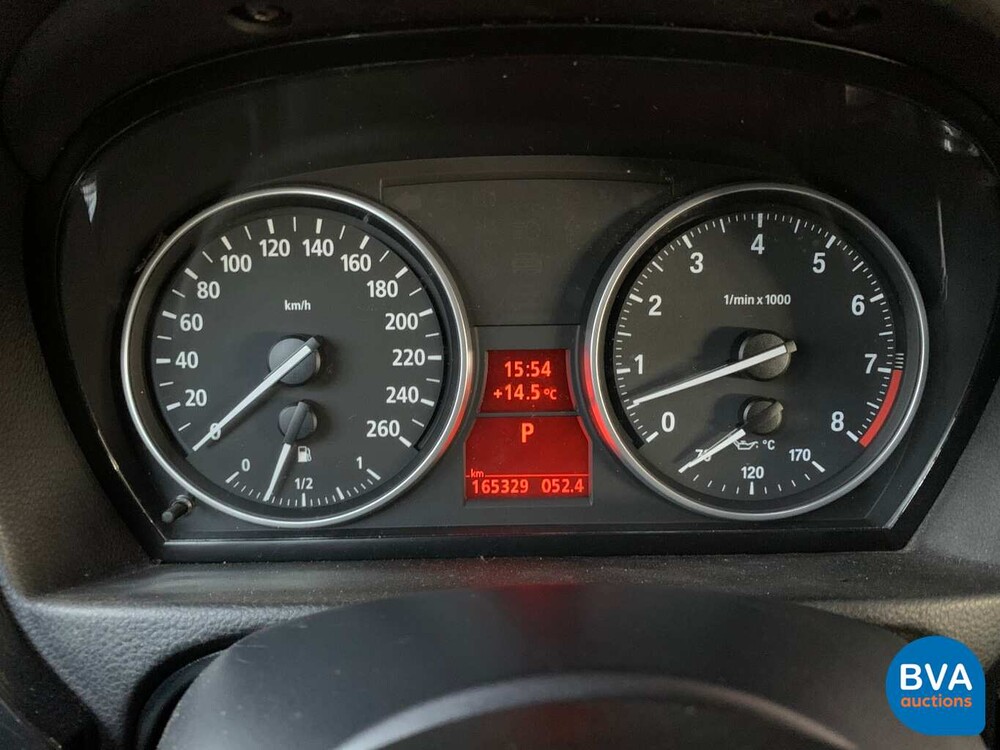 0 20 40 60 80 100 120 140 160 180 200 220 240 260
km/h
0 1/2 1
15:54
+14.5°C
P
km
165329 052.4
0 1 2 3 4 5 6 7 8
1/min x 1000
°C
70 120 170
BVA
auctions